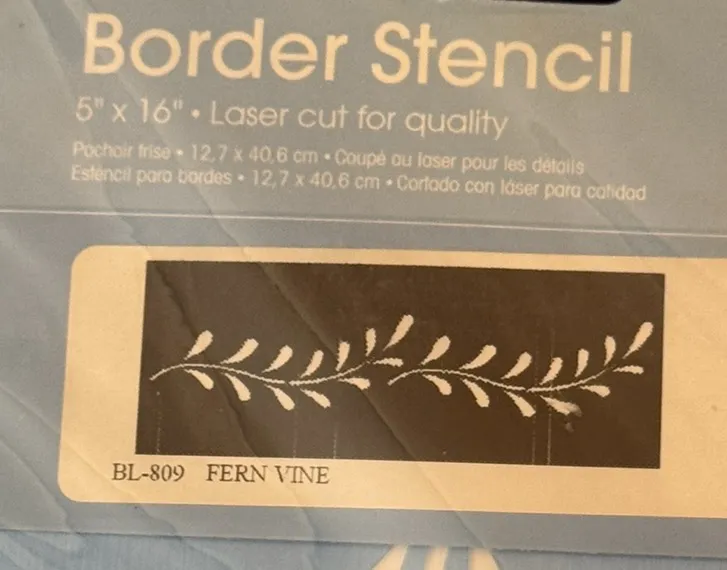 Border Stencil
5" x 16" • Laser cut for quality
Pochoir frise • 12,7 x 40,6 cm • Coupé au laser pour les détails
Esténcil para bordes • 12,7 x 40,6 cm • Cortado con láser para calidad
BL-809 FERN VINE